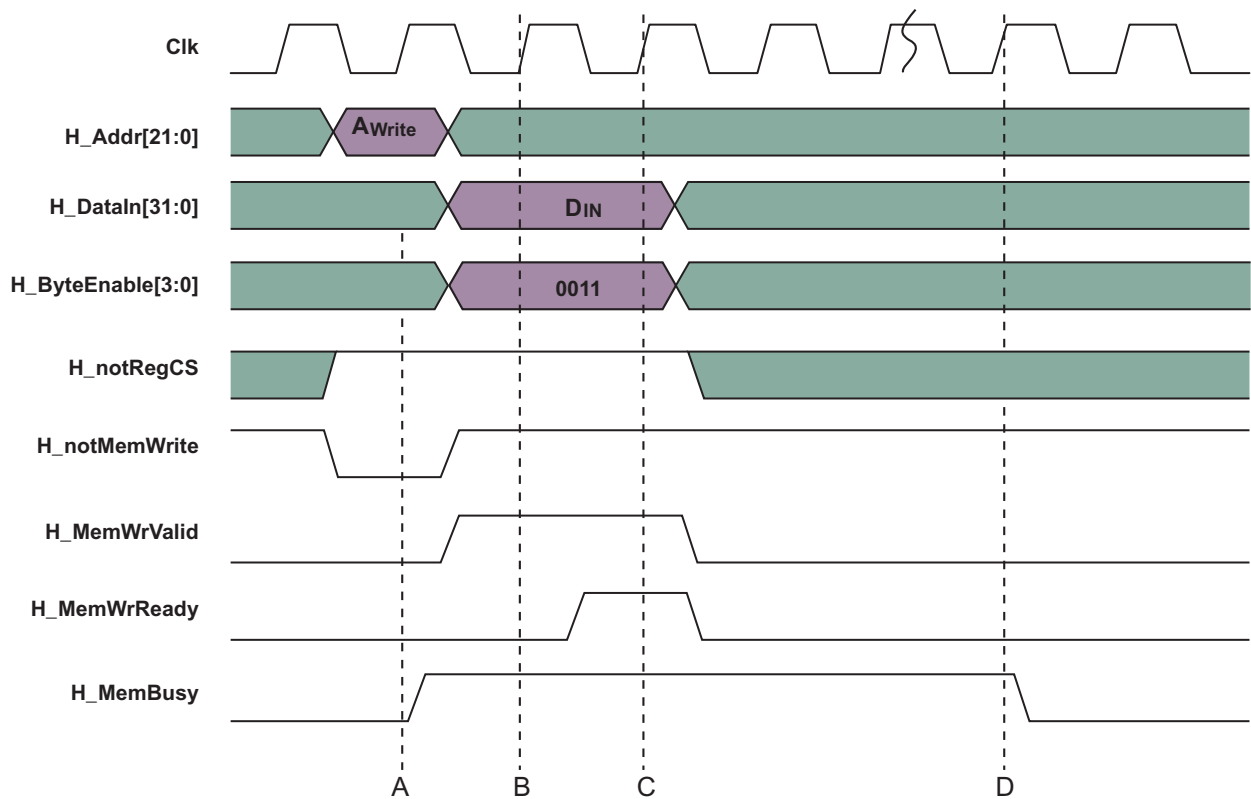 Clk
H_Addr[21:0]
AWrite
H_DataIn[31:0]
DIN
H_ByteEnable[3:0]
0011
H_notRegCS
H_notMemWrite
H_MemWrValid
H_MemWrReady
H_MemBusy
A B C D